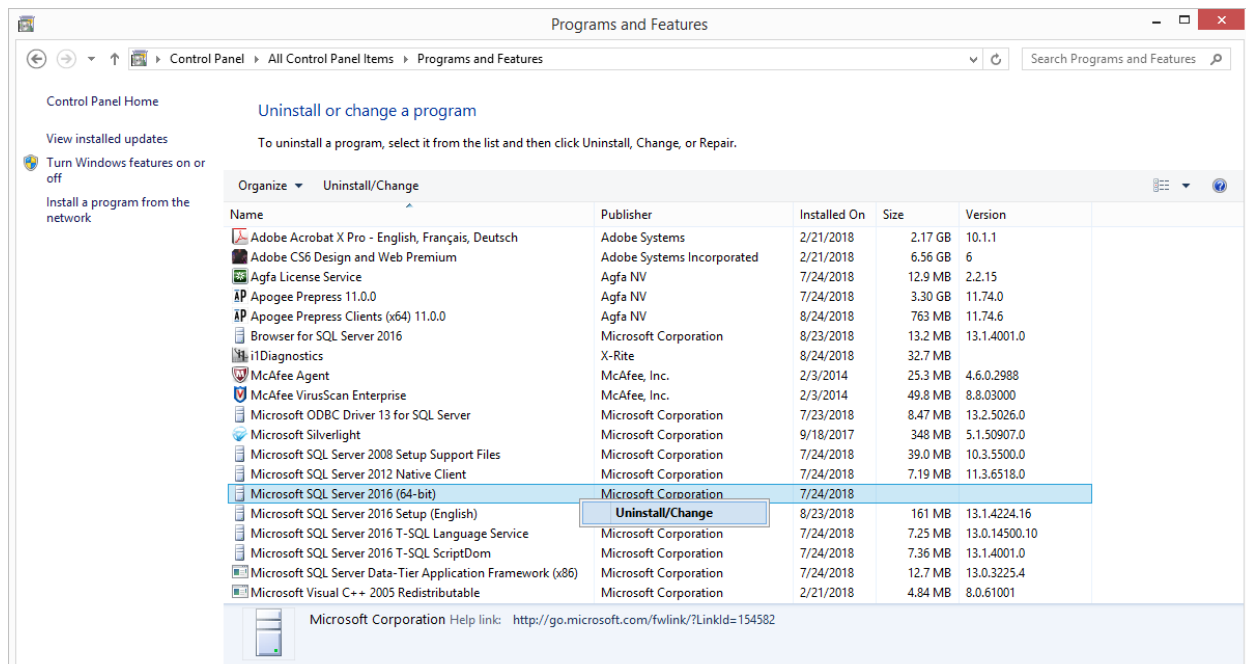 Programs and Features
Control Panel All Control Panel Items Programs and Features Search Programs and Features
Control Panel Home
View installed updates
Turn Windows features on or
off
Install a program from the
network
Uninstall or change a program
To uninstall a program, select it from the list and then click Uninstall, Change, or Repair.
Organize Uninstall/Change
Name Publisher Installed On Size Version
Adobe Acrobat X Pro - English, Français, Deutsch Adobe Systems 2/21/2018 2.17 GB 10.1.1
Adobe CS6 Design and Web Premium Adobe Systems Incorporated 2/21/2018 6.56 GB 6
Agfa License Service Agfa NV 7/24/2018 12.9 MB 2.2.15
AP Apogee Prepress 11.0.0 Agfa NV 7/24/2018 3.30 GB 11.74.0
AP Apogee Prepress Clients (x64) 11.0.0 Agfa NV 8/24/2018 763 MB 11.74.6
Browser for SQL Server 2016 Microsoft Corporation 8/23/2018 13.2 MB 13.1.4001.0
i1Diagnostics X-Rite 8/24/2018 32.7 MB
McAfee Agent McAfee, Inc. 2/3/2014 25.3 MB 4.6.0.2988
McAfee VirusScan Enterprise McAfee, Inc. 2/3/2014 49.8 MB 8.8.03000
Microsoft ODBC Driver 13 for SQL Server Microsoft Corporation 7/23/2018 8.47 MB 13.2.5026.0
Microsoft Silverlight Microsoft Corporation 9/18/2017 348 MB 5.1.50907.0
Microsoft SQL Server 2008 Setup Support Files Microsoft Corporation 7/24/2018 39.0 MB 10.3.5500.0
Microsoft SQL Server 2012 Native Client Microsoft Corporation 7/24/2018 7.19 MB 11.3.6518.0
Microsoft SQL Server 2016 (64-bit) Microsoft Corporation 7/24/2018
Uninstall/Change
Microsoft SQL Server 2016 Setup (English) 8/23/2018 161 MB 13.1.4224.16
Microsoft SQL Server 2016 T-SQL Language Service Microsoft Corporation 7/24/2018 7.25 MB 13.0.14500.10
Microsoft SQL Server 2016 T-SQL ScriptDom Microsoft Corporation 7/24/2018 7.36 MB 13.1.4001.0
Microsoft SQL Server Data-Tier Application Framework (x86) Microsoft Corporation 7/24/2018 12.7 MB 13.0.3225.4
Microsoft Visual C++ 2005 Redistributable Microsoft Corporation 2/21/2018 4.84 MB 8.0.61001
Microsoft Corporation Help link: http://go.microsoft.com/fwlink/?LinkId=154582